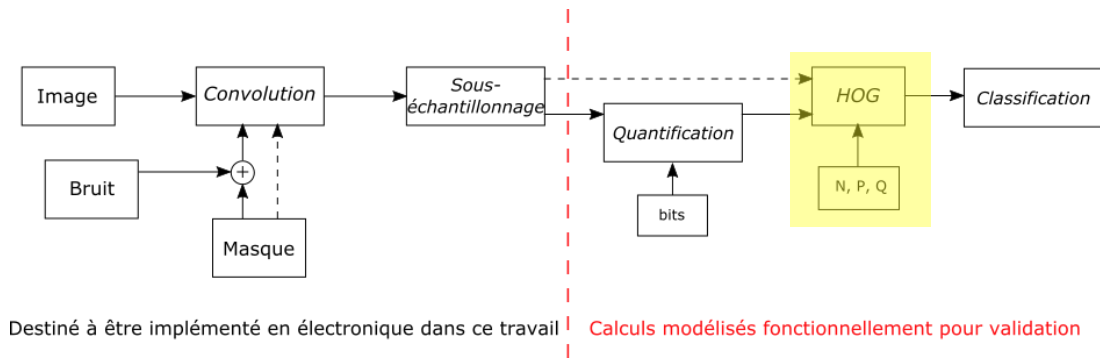 Image
Convolution
Sous-
échantillonnage
HOG
Classification
Quantification
Bruit
+
N, P, Q
bits
Masque
Destiné à être implémenté en électronique dans ce travail
Calculs modélisés fonctionnellement pour validation